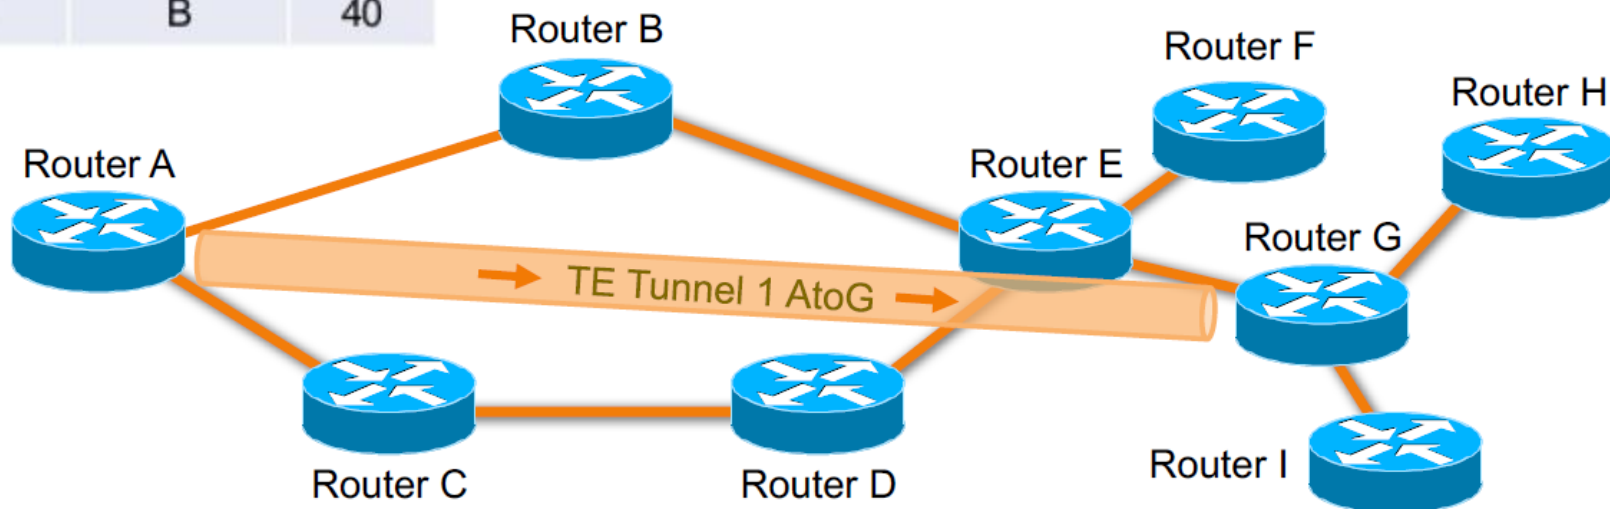 B 40
Router B
Router F
Router H
Router A
Router E
Router G
TE Tunnel 1 AtoG
Router I
Router C
Router D